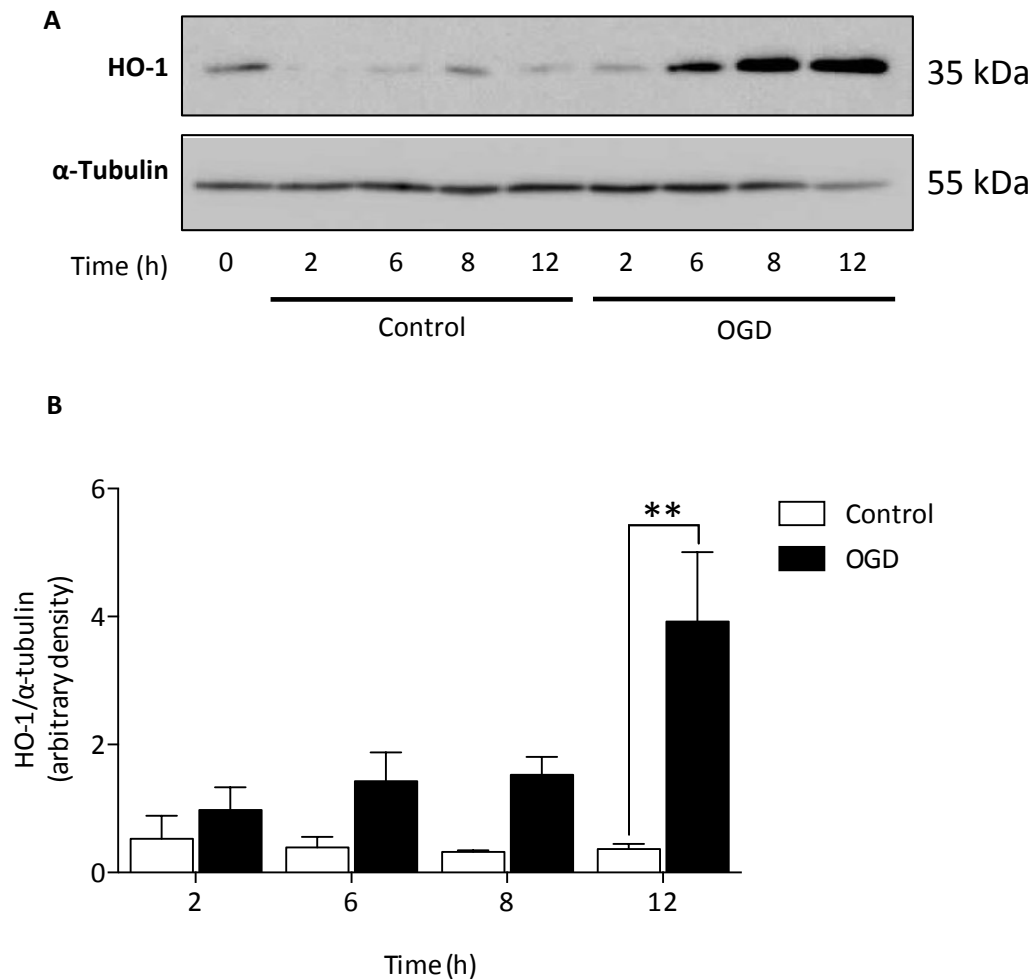 A
HO-1
35 kDa
α-Tubulin
55 kDa
Time (h) 0 2 6 8 12 2 6 8 12
Control OGD
B
6
4
2
0
HO-1/α-tubulin
(arbitrary density)
**
Control
OGD
2 6 8 12
Time (h)